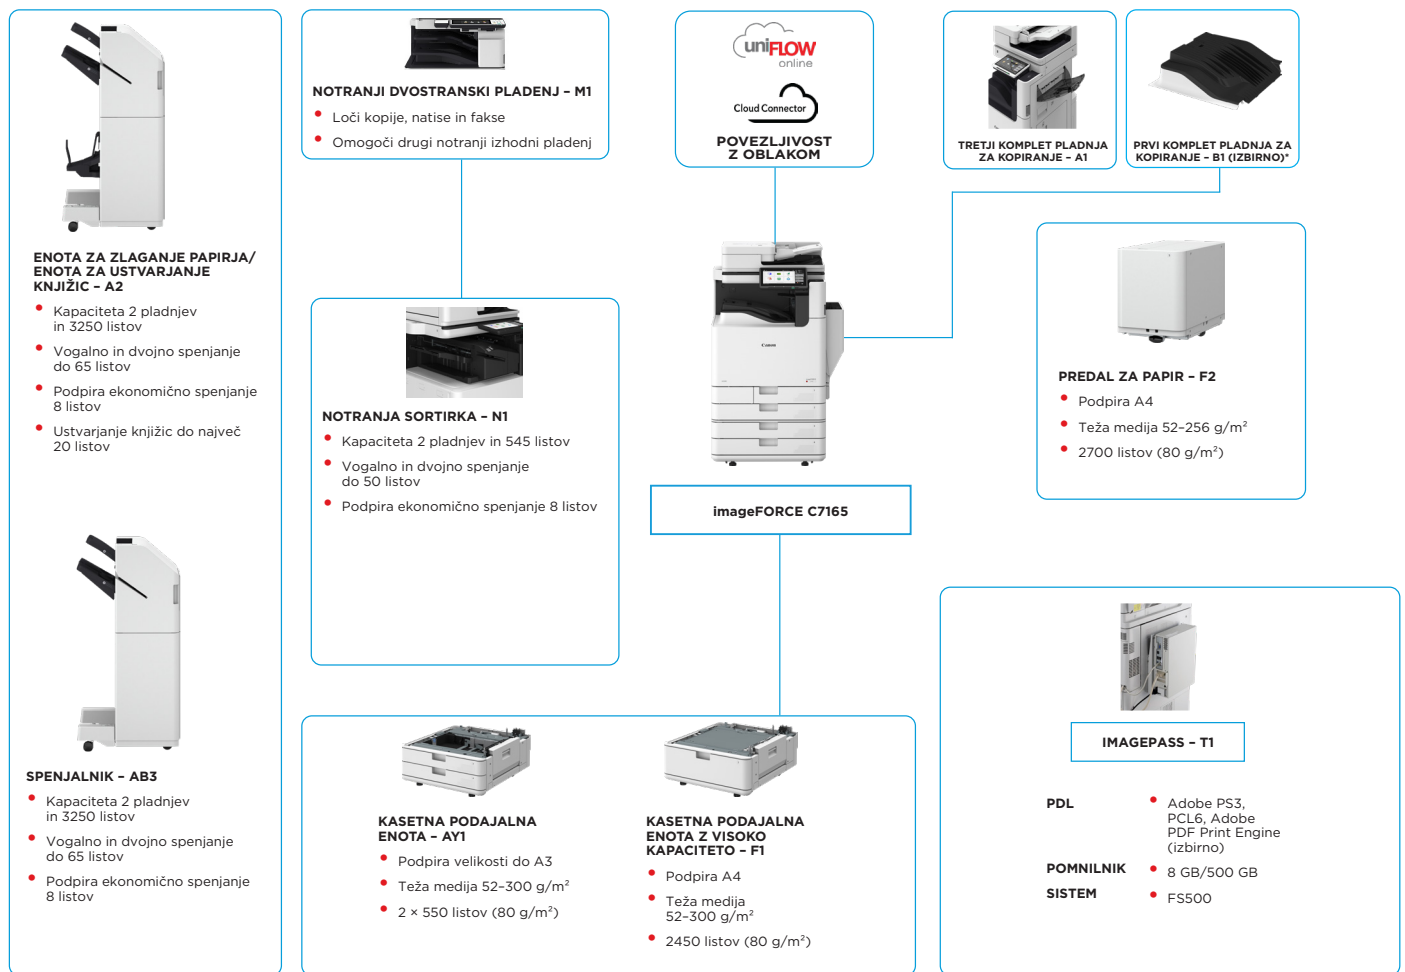 ENOTA ZA ZLAGANJE PAPIRJA/
ENOTA ZA USTVARJANJE
KNJIŽIC – A2
Kapaciteta 2 pladnjev
in 3250 listov
Vogalno in dvojno spenjanje
do 65 listov
Podpira ekonomično spenjanje
8 listov
Ustvarjanje knjižic do največ
20 listov
SPENJALNIK – AB3
Kapaciteta 2 pladnjev
in 3250 listov
Vogalno in dvojno spenjanje
do 65 listov
Podpira ekonomično spenjanje
8 listov
NOTRANJI DVOSTRANSKI PLADENJ – M1
Loči kopije, natise in fakse
Omogoči drugi notranji izhodni pladenj
NOTRANJA SORTIRKA – N1
Kapaciteta 2 pladnjev in 545 listov
Vogalno in dvojno spenjanje
do 50 listov
Podpira ekonomično spenjanje 8 listov
uniFLOW
online
Cloud Connector
POVEZLJIVOST
Z OBLAKOM
Canon
imageFORCE C7165
TRETJI KOMPLET PLADNJA
ZA KOPIRANJE – A1
PRVI KOMPLET PLADNJA ZA
KOPIRANJE – B1 (IZBIRNO)*
PREDAL ZA PAPIR – F2
Podpira A4
Teža medija 52–256 g/m²
2700 listov (80 g/m²)
KASETNA PODAJALNA
ENOTA – AY1
Podpira velikosti do A3
Teža medija 52–300 g/m²
2 × 550 listov (80 g/m²)
KASETNA PODAJALNA
ENOTA Z VISOKO
KAPACITETO – F1
Podpira A4
Teža medija
52–300 g/m²
2450 listov (80 g/m²)
IMAGEPASS – T1
PDL
Adobe PS3,
PCL6, Adobe
PDF Print Engine
(izbirno)
POMNILNIK
8 GB/500 GB
SISTEM
FS500